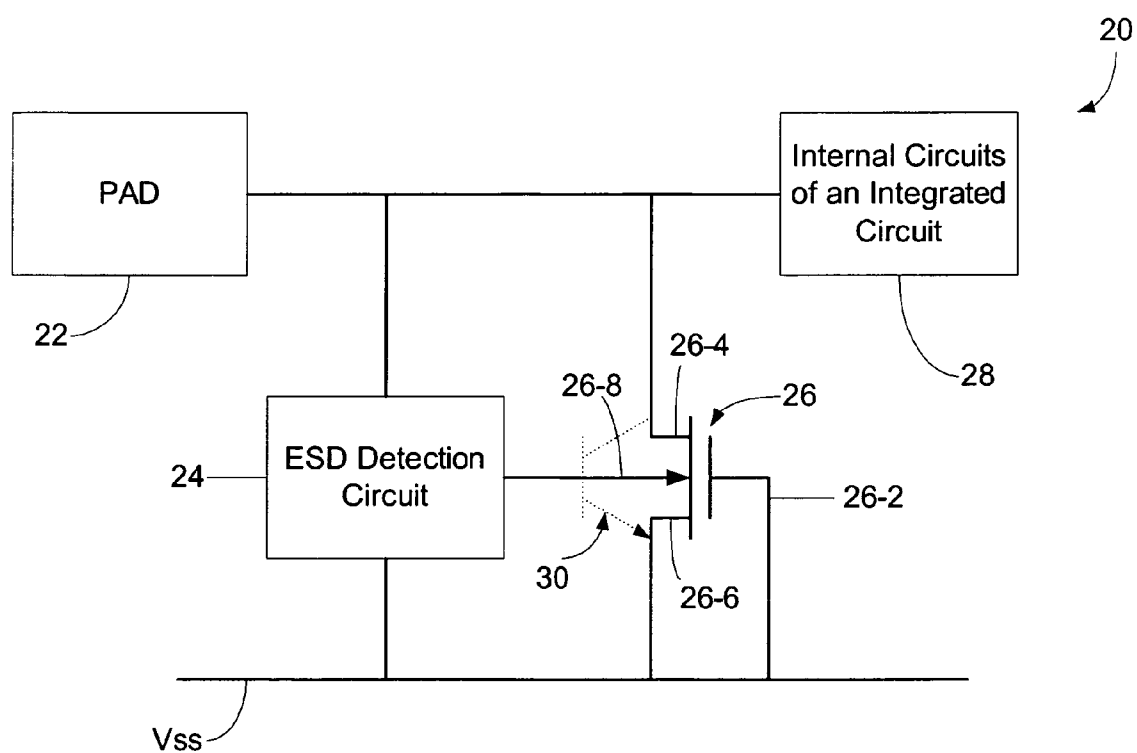 20
PAD
Internal Circuits
of an Integrated
Circuit
22
26-4
28
26-8
26
ESD Detection
Circuit
24
26-2
30
26-6
Vss